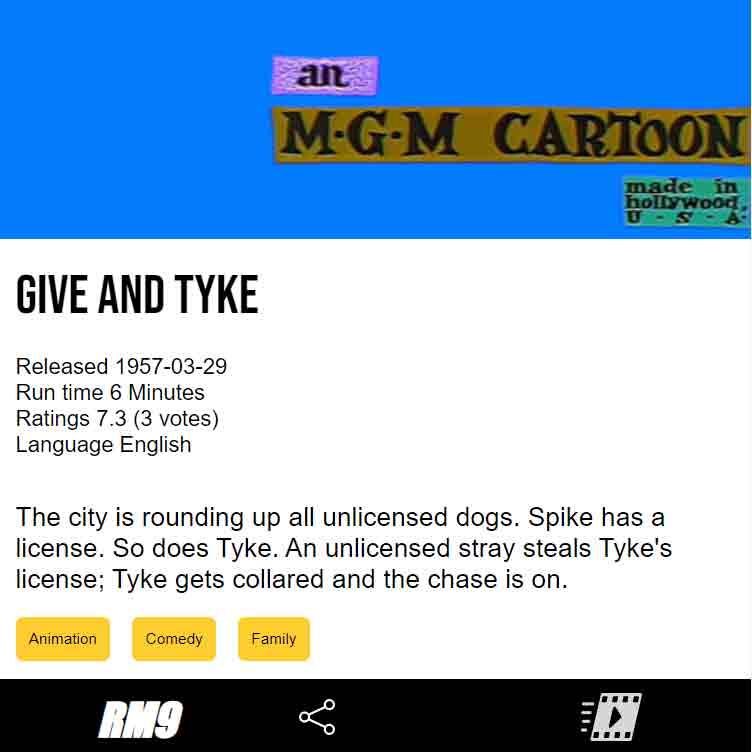 an
M·G·M CARTOON
made in
hollywood,
U - S - A·
GIVE AND TYKE
Released 1957-03-29
Run time 6 Minutes
Ratings 7.3 (3 votes)
Language English
The city is rounding up all unlicensed dogs. Spike has a
license. So does Tyke. An unlicensed stray steals Tyke's
license; Tyke gets collared and the chase is on.
Animation Comedy Family
RM9